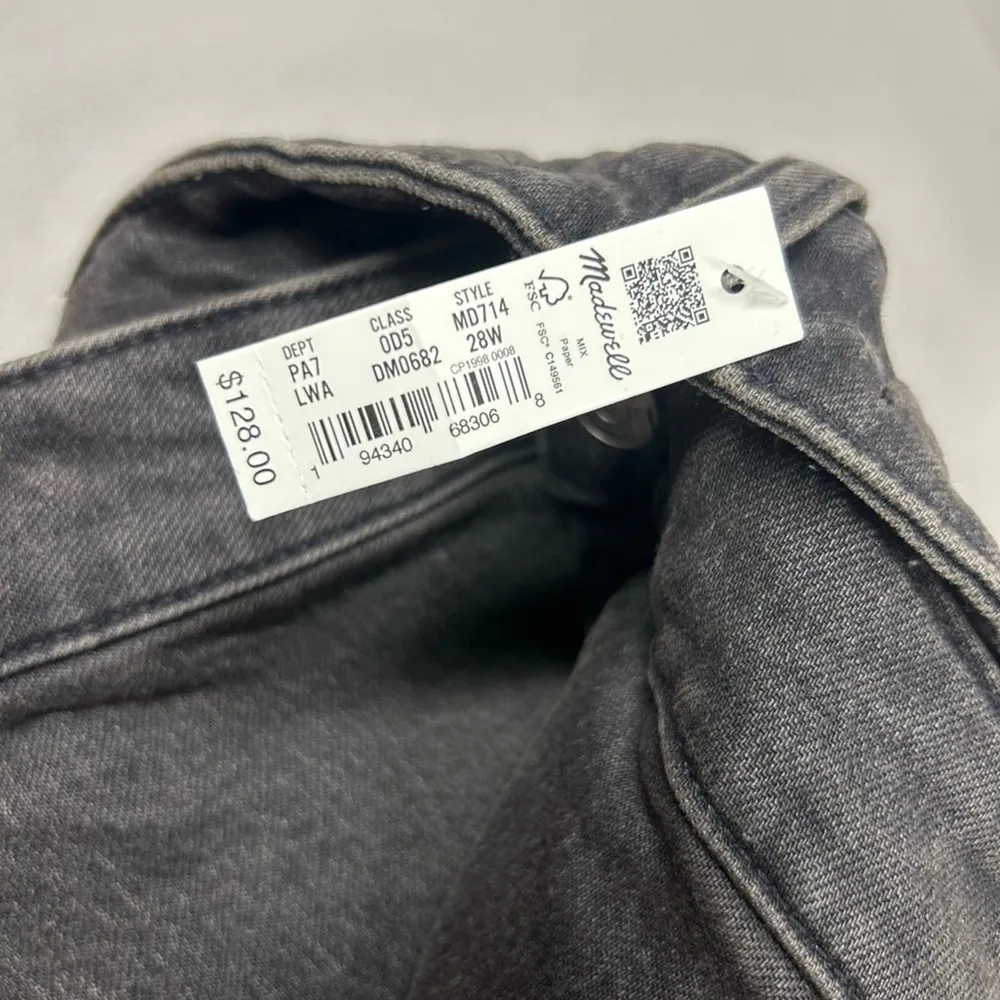 DEPT CLASS STYLE
PA7 0D5 MD714
LWA DM0682 28W
CP1998 0008
1 94340 68306 8
$128.00
FSC
FSC® C149561
MIX
Paper
Madewell